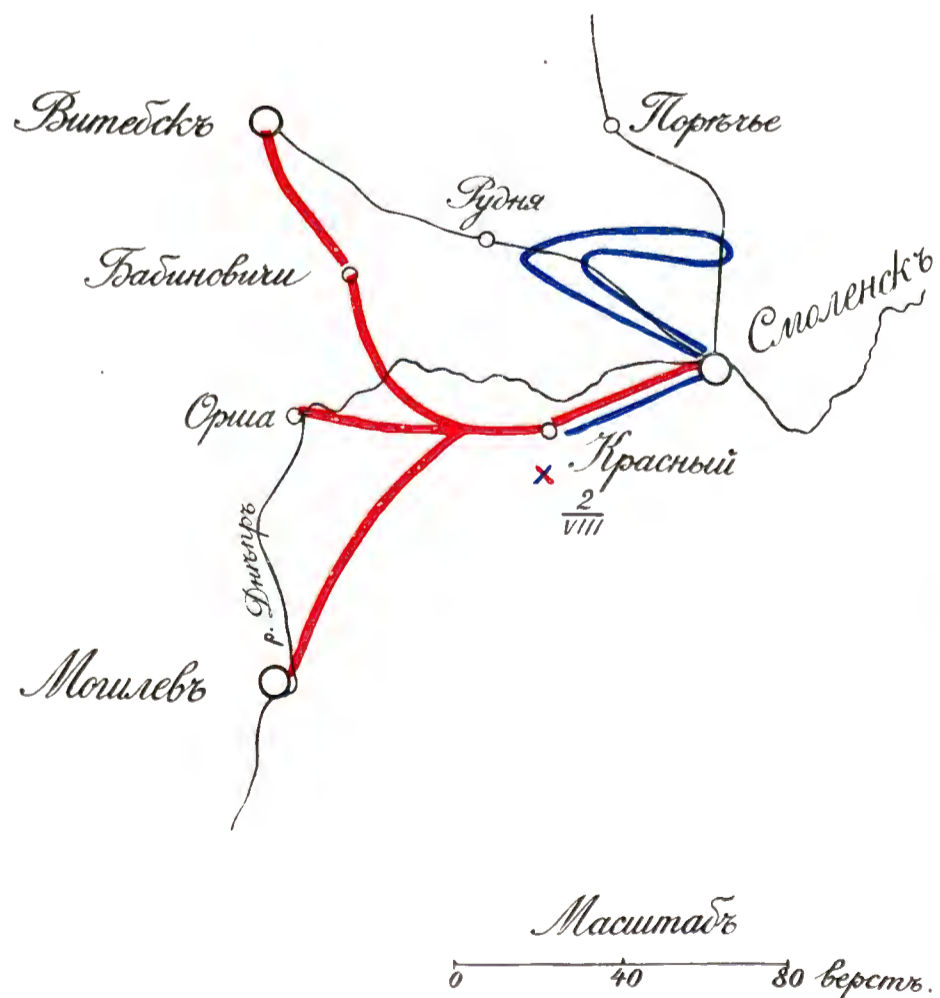 Витебскъ
Порѣчье
Рудня
Бабиновичи
Смоленскъ
Орша
Красный
2
VIII
р. Днѣпръ
Могилевъ
Масштабъ
0 40 80 верстъ.